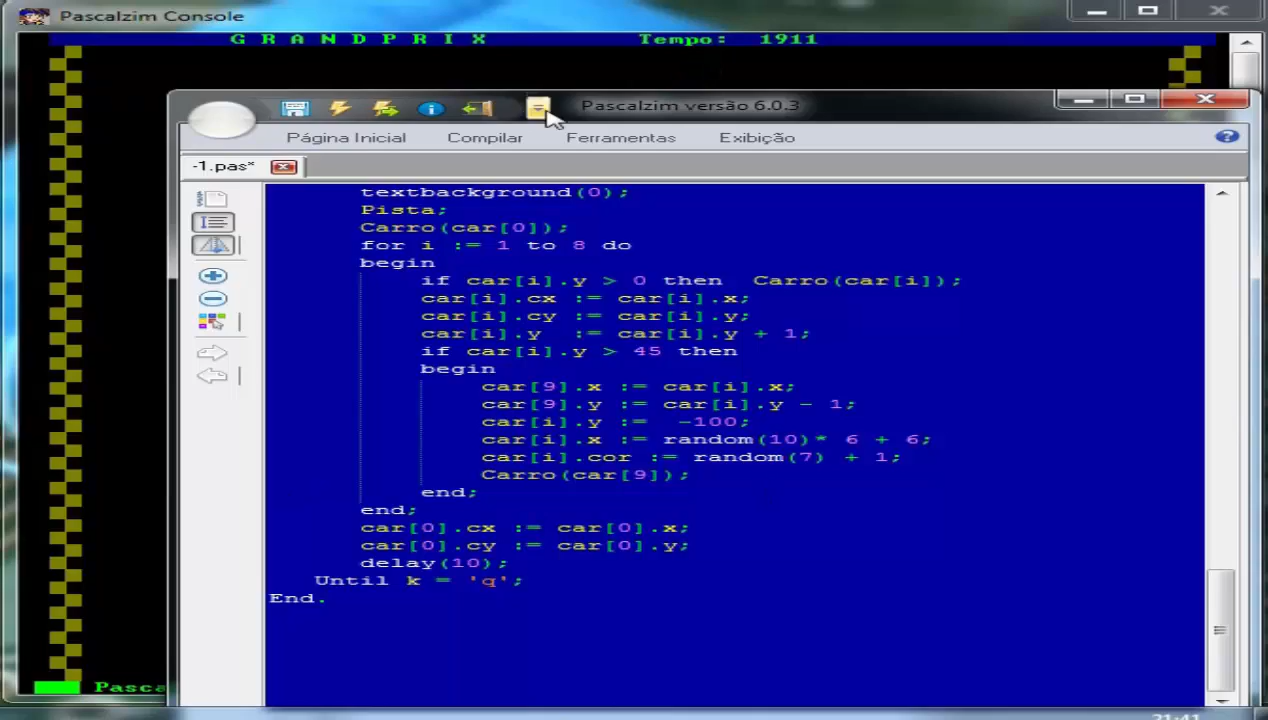 Pascalzim Console
G R A N D P R I X Tempo: 1911
Pascalzim versão 6.0.3
Página Inicial Compilar Ferramentas Exibição
-1.pas*
textbackground(0);
Pista;
Carro(car[0]);
for i := 1 to 8 do
begin
if car[i].y > 0 then Carro(car[i]);
car[i].cx := car[i].x;
car[i].cy := car[i].y;
car[i].y := car[i].y + 1;
if car[i].y > 45 then
begin
car[9].x := car[i].x;
car[9].y := car[i].y - 1;
car[i].y := -100;
car[i].x := random(10)* 6 + 6;
car[i].cor := random(7) + 1;
Carro(car[9]);
end;
end;
car[0].cx := car[0].x;
car[0].cy := car[0].y;
delay(10);
Until k = 'q';
End.
Pasca
21:41